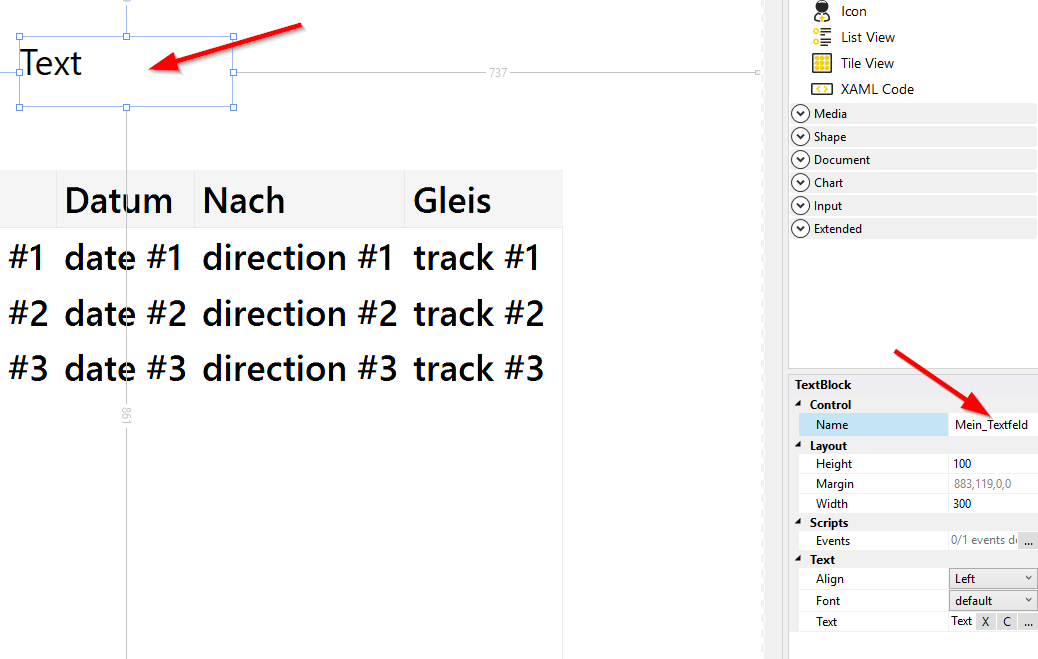 Text
737
Datum Nach Gleis
#1 date #1 direction #1 track #1
#2 date #2 direction #2 track #2
#3 date #3 direction #3 track #3
861
Icon
List View
Tile View
XAML Code
Media
Shape
Document
Chart
Input
Extended
TextBlock
Control
Name Mein_Textfeld
Layout
Height 100
Margin 883,119,0,0
Width 300
Scripts
Events 0/1 events de ...
Text
Align Left
Font default
Text Text X C ...